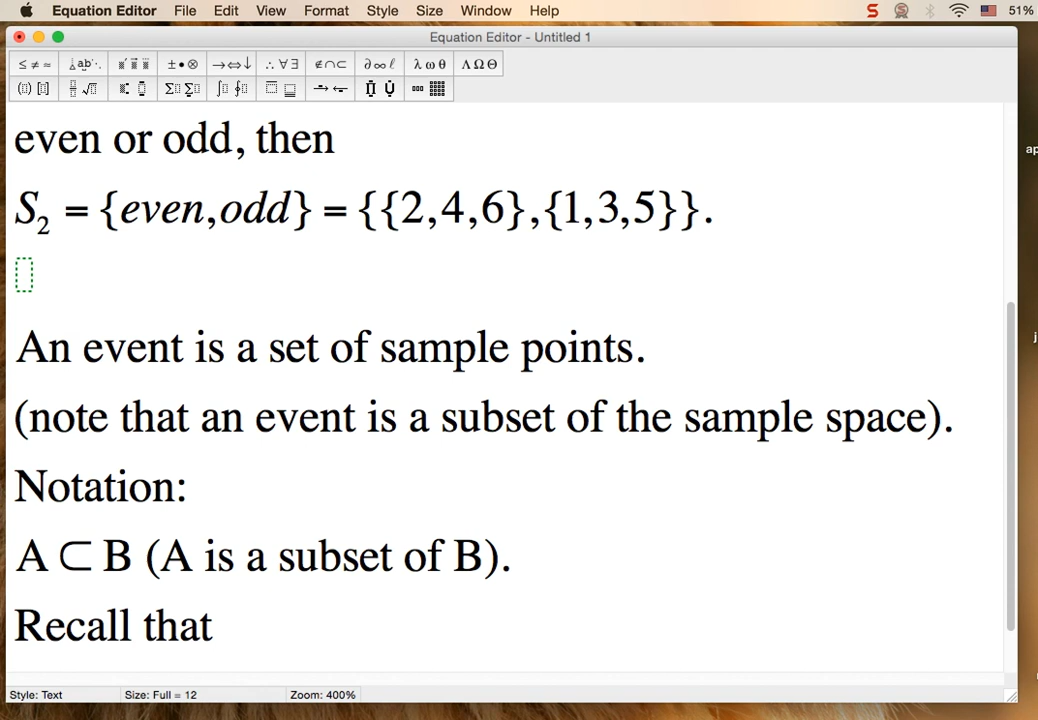 Equation Editor File Edit View Format Style Size Window Help 51%
Equation Editor - Untitled 1
even or odd, then
S₂ = {even,odd} = {{2,4,6},{1,3,5}}.
An event is a set of sample points.
(note that an event is a subset of the sample space).
Notation:
A ⊂ B (A is a subset of B).
Recall that
Style: Text Size: Full = 12 Zoom: 400%